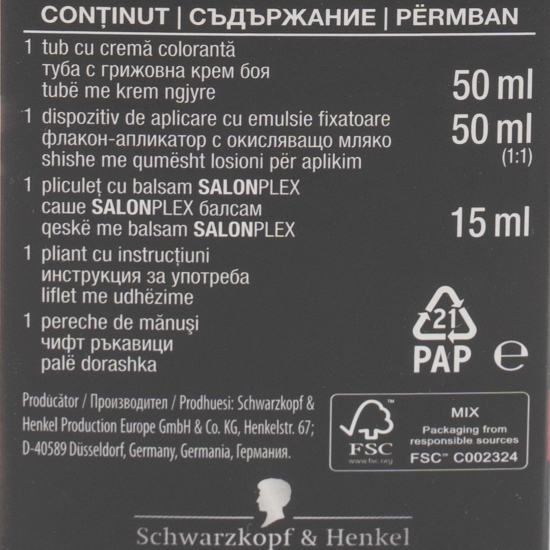 CONȚINUT | СЪДЪРЖАНИЕ | PËRMBAN
1 tub cu cremă colorantă
туба с грижовна крем боя
tubë me krem ngjyre
50 ml
1 dispozitiv de aplicare cu emulsie fixatoare
флакон-апликатор с окисляващо мляко
shishe me qumësht losioni për aplikim
50 ml
(1:1)
1 pliculeț cu balsam SALONPLEX
саше SALONPLEX балсам
qeskë me balsam SALONPLEX
15 ml
1 pliant cu instrucțiuni
инструкция за употреба
liflet me udhëzime
1 pereche de mănuși
чифт ръкавици
palë dorashka
21
PAP
e
Producător / Производител / Prodhuesi: Schwarzkopf &
Henkel Production Europe GmbH & Co. KG, Henkelstr. 67;
D-40589 Düsseldorf, Germany, Germania, Германия.
FSC
www.fsc.org
MIX
Packaging from
responsible sources
FSC™ C002324
Schwarzkopf & Henkel